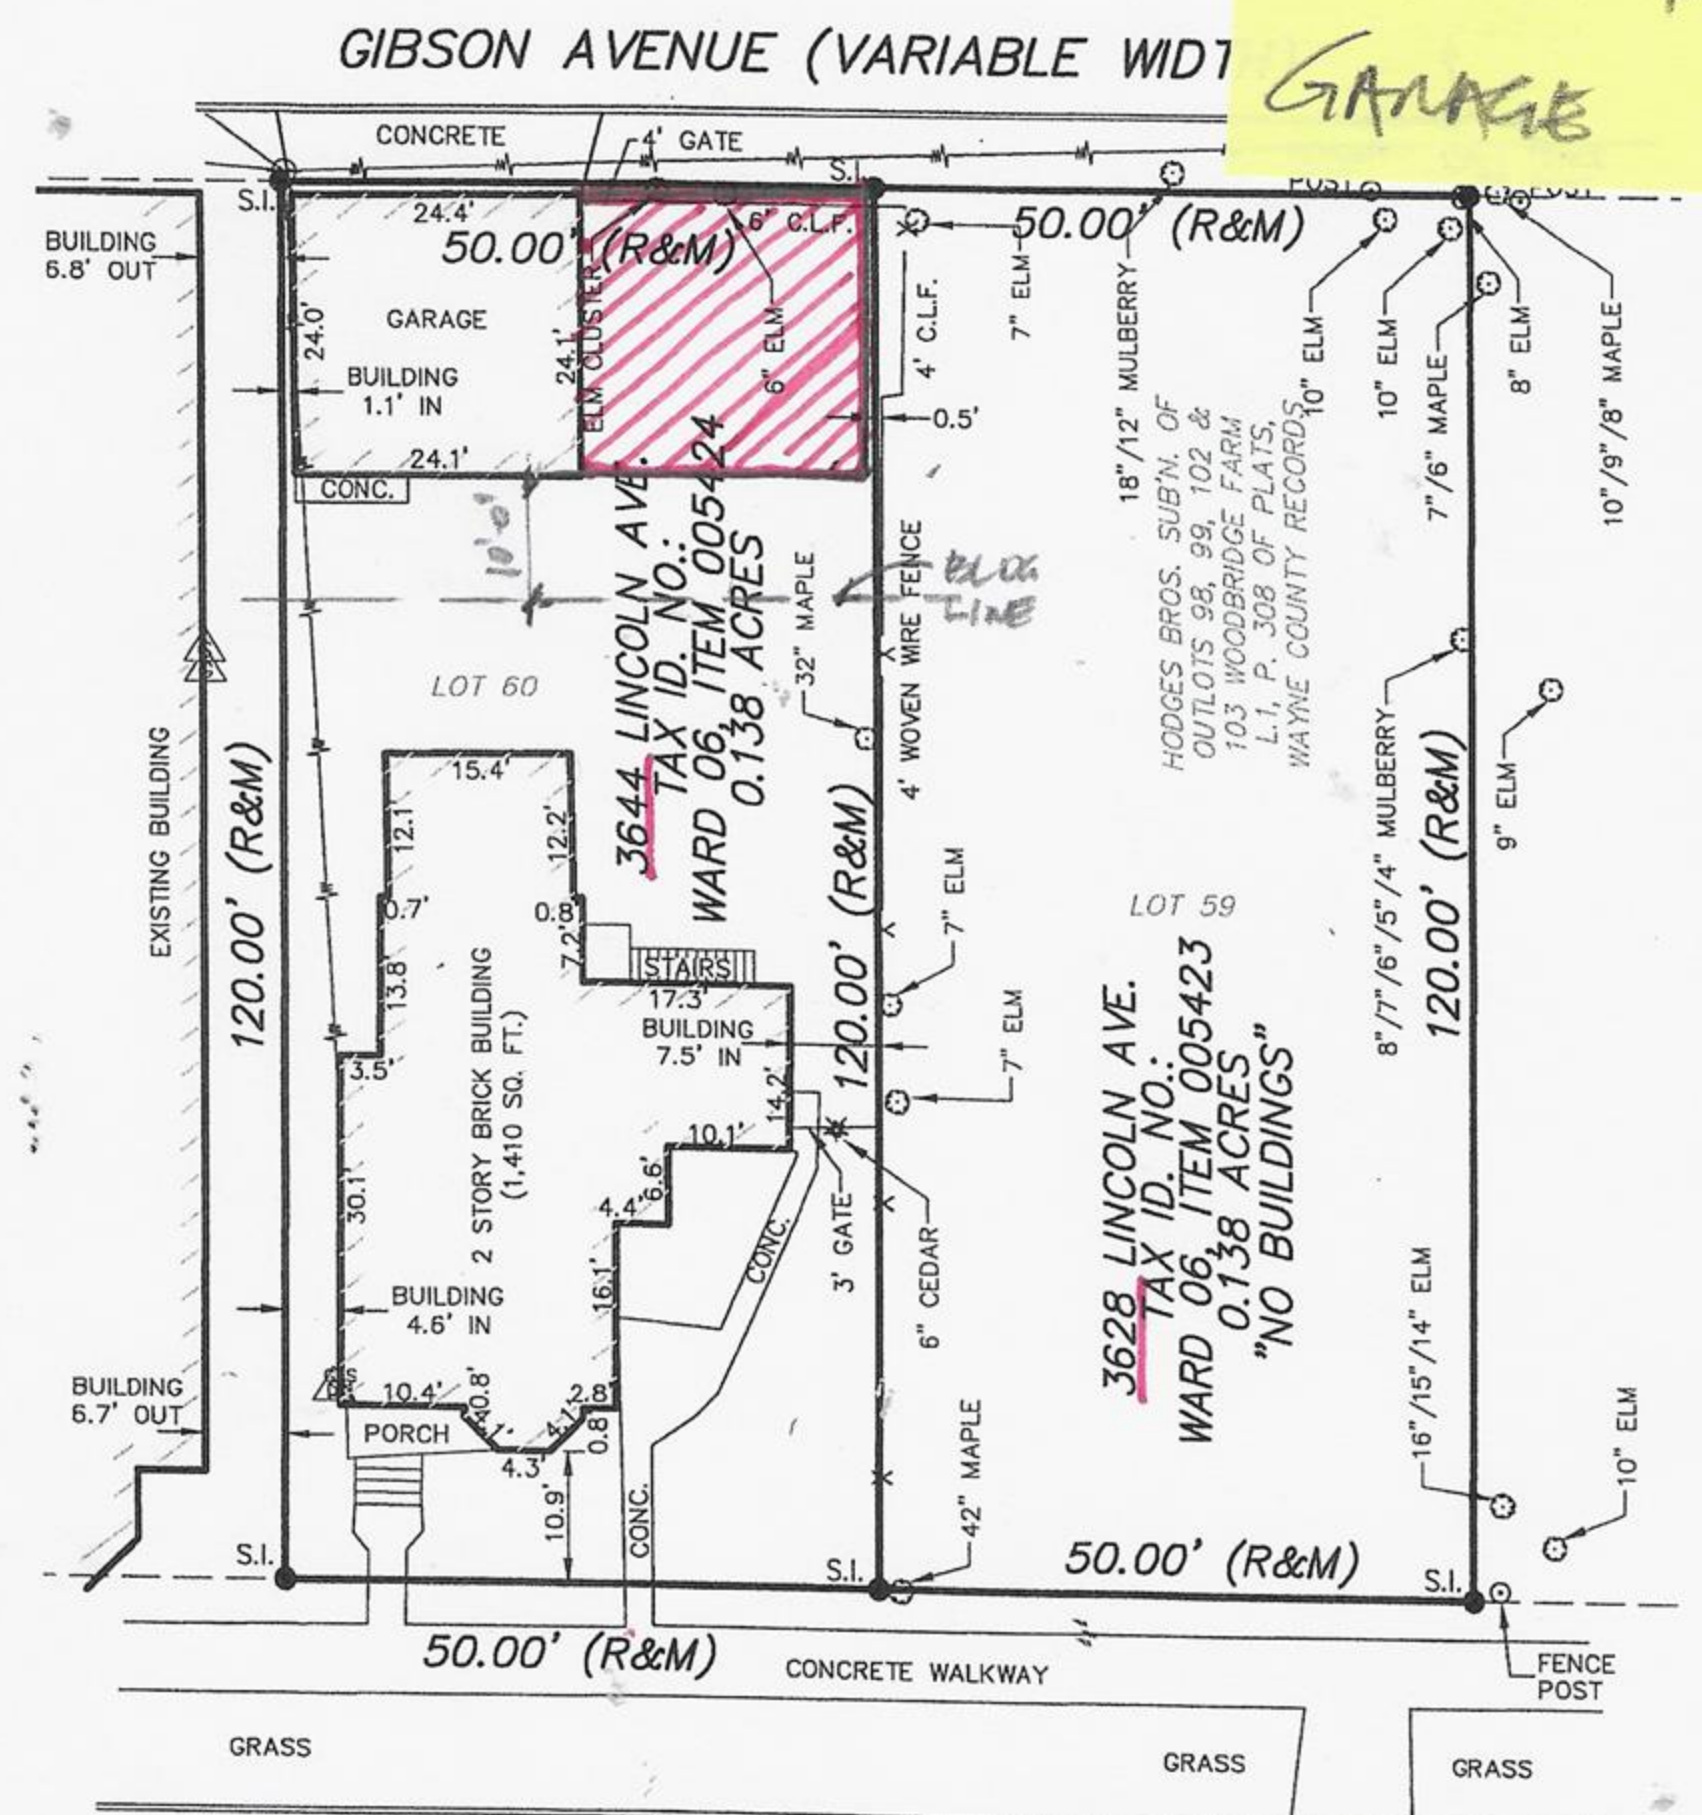 GIBSON AVENUE (VARIABLE WIDT
GARAGE
CONCRETE
4' GATE
S.I.
S.I.
POST
POST
24.4'
50.00' (R&M)
6' C.L.F.
50.00' (R&M)
BUILDING
6.8' OUT
GARAGE
24.0'
24.1'
BUILDING
1.1' IN
24.1'
CONC.
ELM CLUSTER
6" ELM
4' C.L.F.
0.5'
7" ELM
18"/12" MULBERRY
10" ELM
10" ELM
7"/6" MAPLE
8" ELM
10"/9"/8" MAPLE
10'-0"
BLDG
LINE
3644 LINCOLN AVE.
TAX ID. NO.:
WARD 06, ITEM 005424
0.138 ACRES
HODGES BROS. SUB'N. OF
OUTLOTS 98, 99, 102 &
103 WOODBRIDGE FARM
L.1, P. 308 OF PLATS,
WAYNE COUNTY RECORDS
32" MAPLE
4' WOVEN WIRE FENCE
LOT 60
EXISTING BUILDING
120.00' (R&M)
15.4'
12.1'
12.2'
0.7'
0.8'
7.2'
13.8'
STAIRS
17.3'
BUILDING
7.5' IN
120.00' (R&M)
7" ELM
7" ELM
LOT 59
8"/7"/6"/5"/4" MULBERRY
120.00' (R&M)
9" ELM
3.5'
2 STORY BRICK BUILDING
(1,410 SQ. FT.)
14.2'
10.1'
6.6'
4.4'
30.1'
16.1'
CONC.
3' GATE
6" CEDAR
3628 LINCOLN AVE.
TAX ID. NO.:
WARD 06, ITEM 005423
0.138 ACRES
"NO BUILDINGS"
BUILDING
4.6' IN
BUILDING
6.7' OUT
10.4'
0.8'
4.1'
2.8'
0.8'
PORCH
4.3'
10.9'
CONC.
42" MAPLE
16"/15"/14" ELM
10" ELM
S.I.
S.I.
50.00' (R&M)
S.I.
50.00' (R&M)
CONCRETE WALKWAY
FENCE
POST
GRASS
GRASS
GRASS